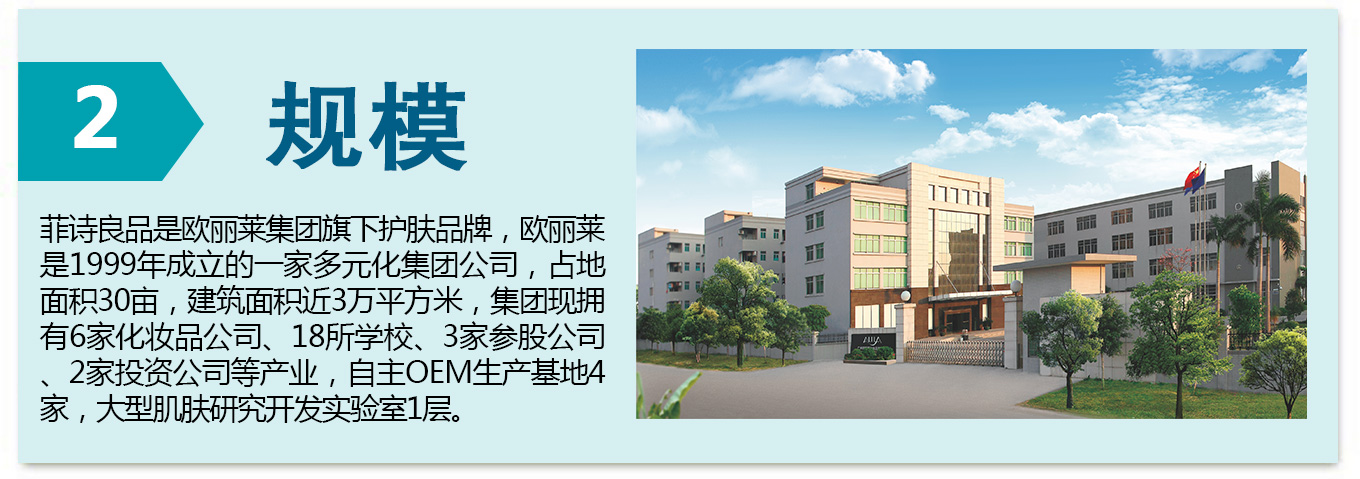 2
规模
菲诗良品是欧丽莱集团旗下护肤品牌，欧丽莱
是1999年成立的一家多元化集团公司，占地
面积30亩，建筑面积近3万平方米，集团现拥
有6家化妆品公司、18所学校、3家参股公司
、2家投资公司等产业，自主OEM生产基地4
家，大型肌肤研究开发实验室1层。